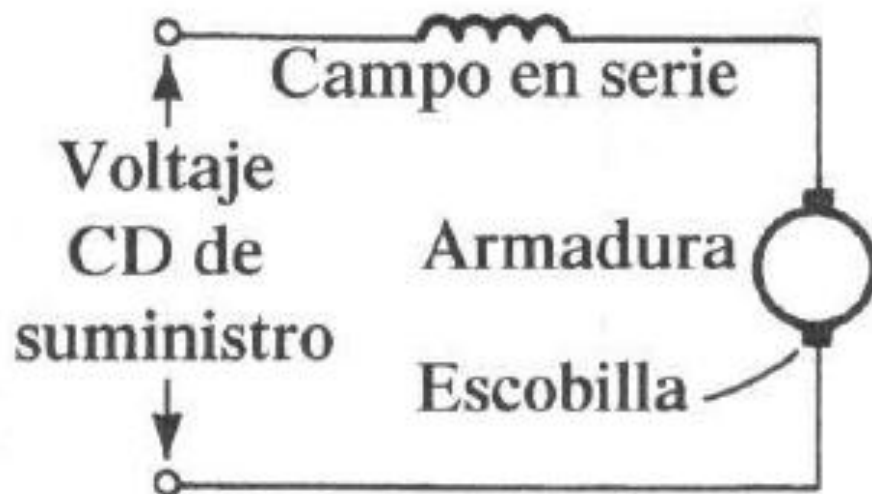 Campo en serie
Voltaje
CD de
suministro
Armadura
Escobilla